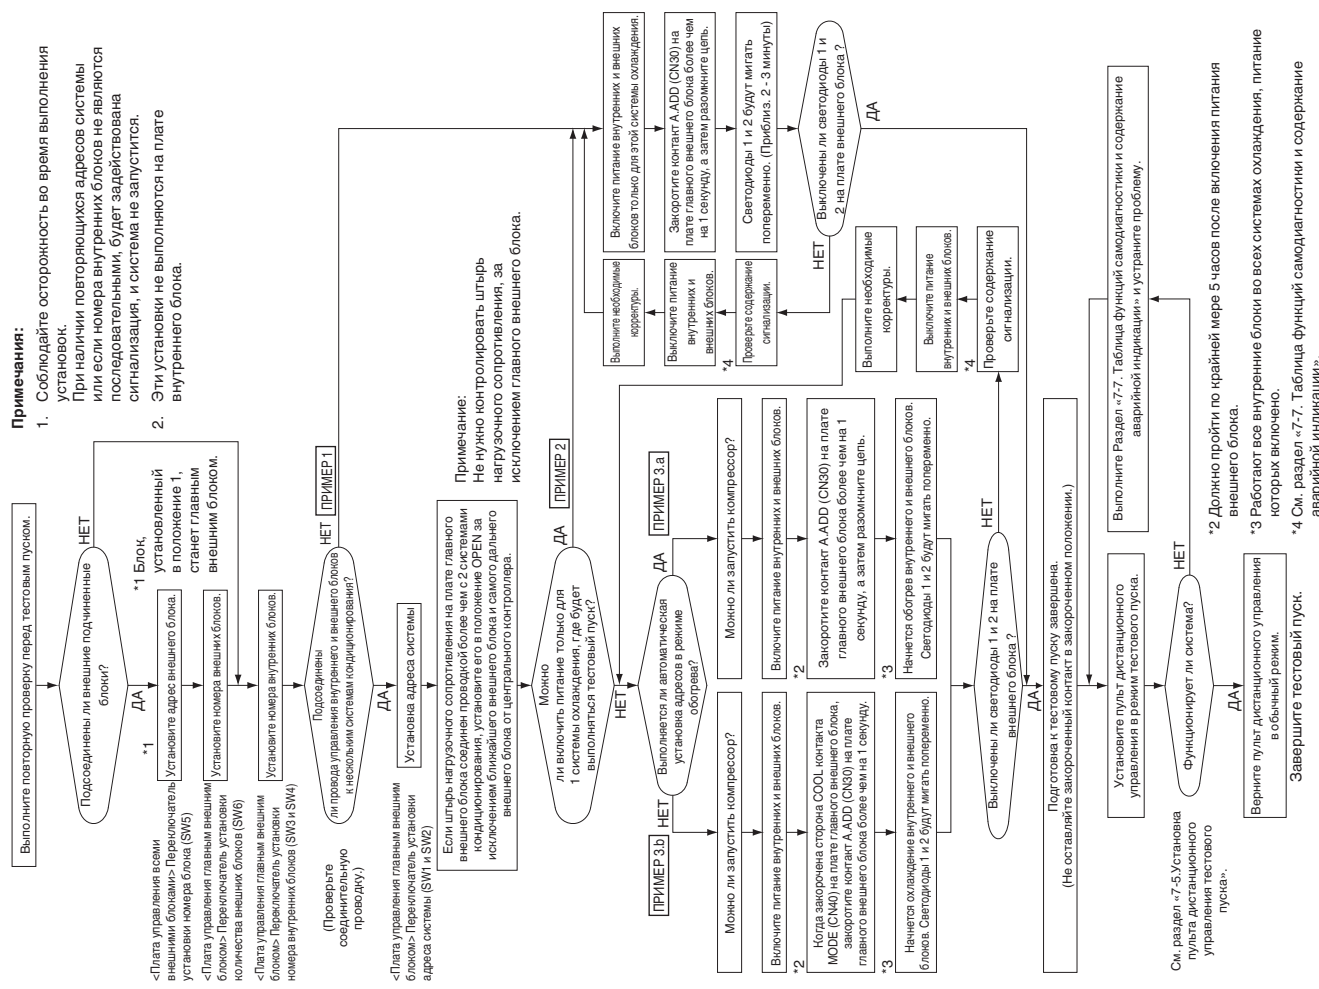 Выполните повторную проверку перед тестовым пуском.
Подсоединены ли внешние подчиненные
блоки?
НЕТ
ДА
*1
*1 Блок,
установленный
в положение 1,
станет главным
внешним блоком.
<Плата управления всеми
внешними блоками> Переключатель
установки номера блока (SW5)
Установите адрес внешнего блока.
<Плата управления главным внешним
блоком> Переключатель установки
количества внешних блоков (SW6)
Установите номера внешних блоков.
<Плата управления главным внешним
блоком> Переключатель установки
номера внутренних блоков (SW3 и SW4)
Установите номера внутренних блоков.
(Проверьте
соединительную
проводку.)
Подсоединены
ли провода управления внутреннего и внешнего блоков
к нескольким системам кондиционирования?
НЕТ
ПРИМЕР 1
ДА
<Плата управления главным внешним
блоком> Переключатель установки
адреса системы (SW1 и SW2)
Установка адреса системы
Если штырь нагрузочного сопротивления на плате главного
внешнего блока соединен проводкой более чем с 2 системами
кондиционирования, установите его в положение OPEN за
исключением ближайшего внешнего блока и самого дальнего
внешнего блока от центрального контроллера.
Примечание:
Не нужно контролировать штырь
нагрузочного сопротивления, за
исключением главного внешнего блока.
Можно
ли включить питание только для
1 системы охлаждения, где будет
выполняться тестовый пуск?
ДА
ПРИМЕР 2
НЕТ
Выполняется ли автоматическая
установка адресов в режиме
обогрева?
ПРИМЕР 3.b
НЕТ
ДА
ПРИМЕР 3.a
Можно ли запустить компрессор?
Включите питание внутренних и внешних блоков.
*2
Когда закорочена сторона COOL контакта
MODE (CN40) на плате главного внешнего блока,
закоротите контакт A.ADD (CN30) на плате
главного внешнего блока более чем на 1 секунду.
*3
Начнется охлаждение внутреннего и внешнего
блоков. Светодиоды 1 и 2 будут мигать попеременно.
Можно ли запустить компрессор?
Включите питание внутренних и внешних блоков.
*2
Закоротите контакт A.ADD (CN30) на плате
главного внешнего блока более чем на 1
секунду, а затем разомкните цепь.
*3
Начнется обогрев внутреннего и внешнего блоков.
Светодиоды 1 и 2 будут мигать попеременно.
Выключены ли светодиоды 1 и 2 на плате
внешнего блока ?
НЕТ
ДА
*4
Проверьте содержание
сигнализации.
Выключите питание
внутренних и внешних блоков.
Выполните необходимые
корректуры.
Включите питание внутренних и внешних
блоков только для этой системы охлаждения.
Закоротите контакт A.ADD (CN30) на
плате главного внешнего блока более чем
на 1 секунду, а затем разомкните цепь.
Светодиоды 1 и 2 будут мигать
попеременно. (Приблиз. 2 - 3 минуты)
Выключены ли светодиоды 1 и
2 на плате внешнего блока ?
НЕТ
ДА
*4
Проверьте содержание
сигнализации.
Выключите питание
внутренних и
внешних блоков.
Выполните необходимые
корректуры.
Подготовка к тестовому пуску завершена.
(Не оставляйте закороченный контакт в закороченном положении.)
Установите пульт дистанционного
управления в режим тестового пуска.
См. раздел «7-5.Установка
пульта дистанционного
управления тестового
пуска».
Функционирует ли система?
НЕТ
ДА
Выполните Раздел «7-7. Таблица функций самодиагностики и содержание
аварийной индикации» и устраните проблему.
Верните пульт дистанционного управления
в обычный режим.
Завершите тестовый пуск.
Примечания:
1. Соблюдайте осторожность во время выполнения
установок.
При наличии повторяющихся адресов системы
или если номера внутренних блоков не являются
последовательными, будет задействована
сигнализация, и система не запустится.
2. Эти установки не выполняются на плате
внутреннего блока.
*2 Должно пройти по крайней мере 5 часов после включения питания
внешнего блока.
*3 Работают все внутренние блоки во всех системах охлаждения, питание
которых включено.
*4 См. раздел «7-7. Таблица функций самодиагностики и содержание
аварийной индикации».